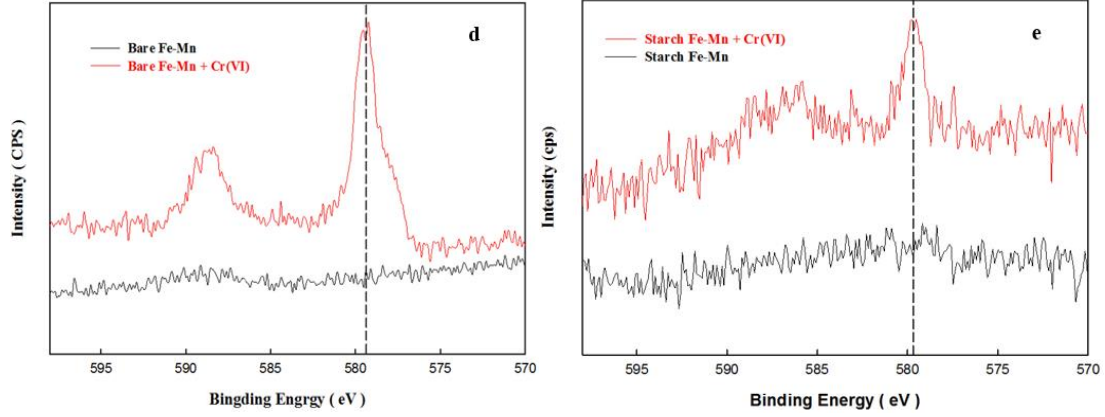 d
Bare Fe-Mn
Bare Fe-Mn + Cr(VI)
Intensity ( CPS )
595 590 585 580 575 570
Bingding Engrgy ( eV )
e
Starch Fe-Mn + Cr(VI)
Starch Fe-Mn
Intensity (cps)
595 590 585 580 575 570
Binding Energy ( eV )